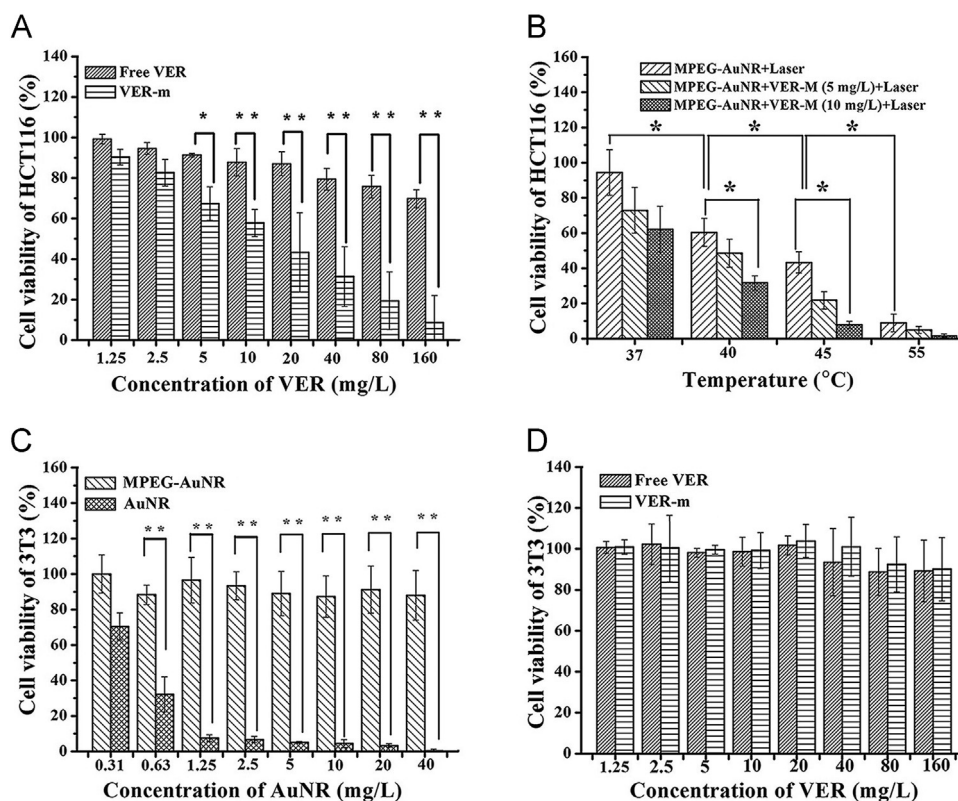 A
Cell viability of HCT116 (%)
140
120
100
80
60
40
20
0
Free VER
VER-m
*
* *
* *
* *
* *
* *
1.25 2.5 5 10 20 40 80 160
Concentration of VER (mg/L)
B
Cell viability of HCT116 (%)
160
140
120
100
80
60
40
20
0
MPEG-AuNR+Laser
MPEG-AuNR+VER-M (5 mg/L)+Laser
MPEG-AuNR+VER-M (10 mg/L)+Laser
* * *
* *
37 40 45 55
Temperature (°C)
C
Cell viability of 3T3 (%)
160
140
120
100
80
60
40
20
0
MPEG-AuNR
AuNR
* *
* *
* *
* *
* *
* *
* *
0.31 0.63 1.25 2.5 5 10 20 40
Concentration of AuNR (mg/L)
D
Cell viability of 3T3 (%)
140
120
100
80
60
40
20
0
Free VER
VER-m
1.25 2.5 5 10 20 40 80 160
Concentration of VER (mg/L)